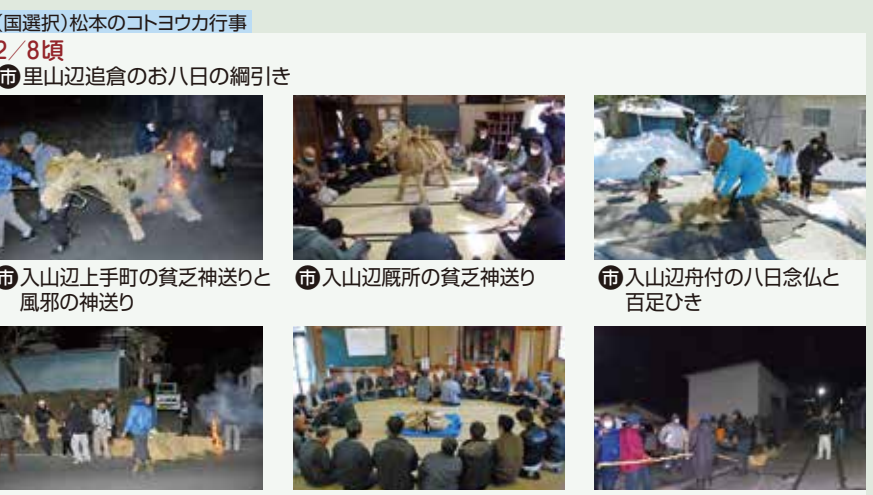 （国選択）松本のコトヨウカ行事
2／8頃
市 里山辺追倉のお八日の綱引き
市 入山辺上手町の貧乏神送りと
風邪の神送り
市 入山辺厩所の貧乏神送り
市 入山辺舟付の八日念仏と
百足ひき